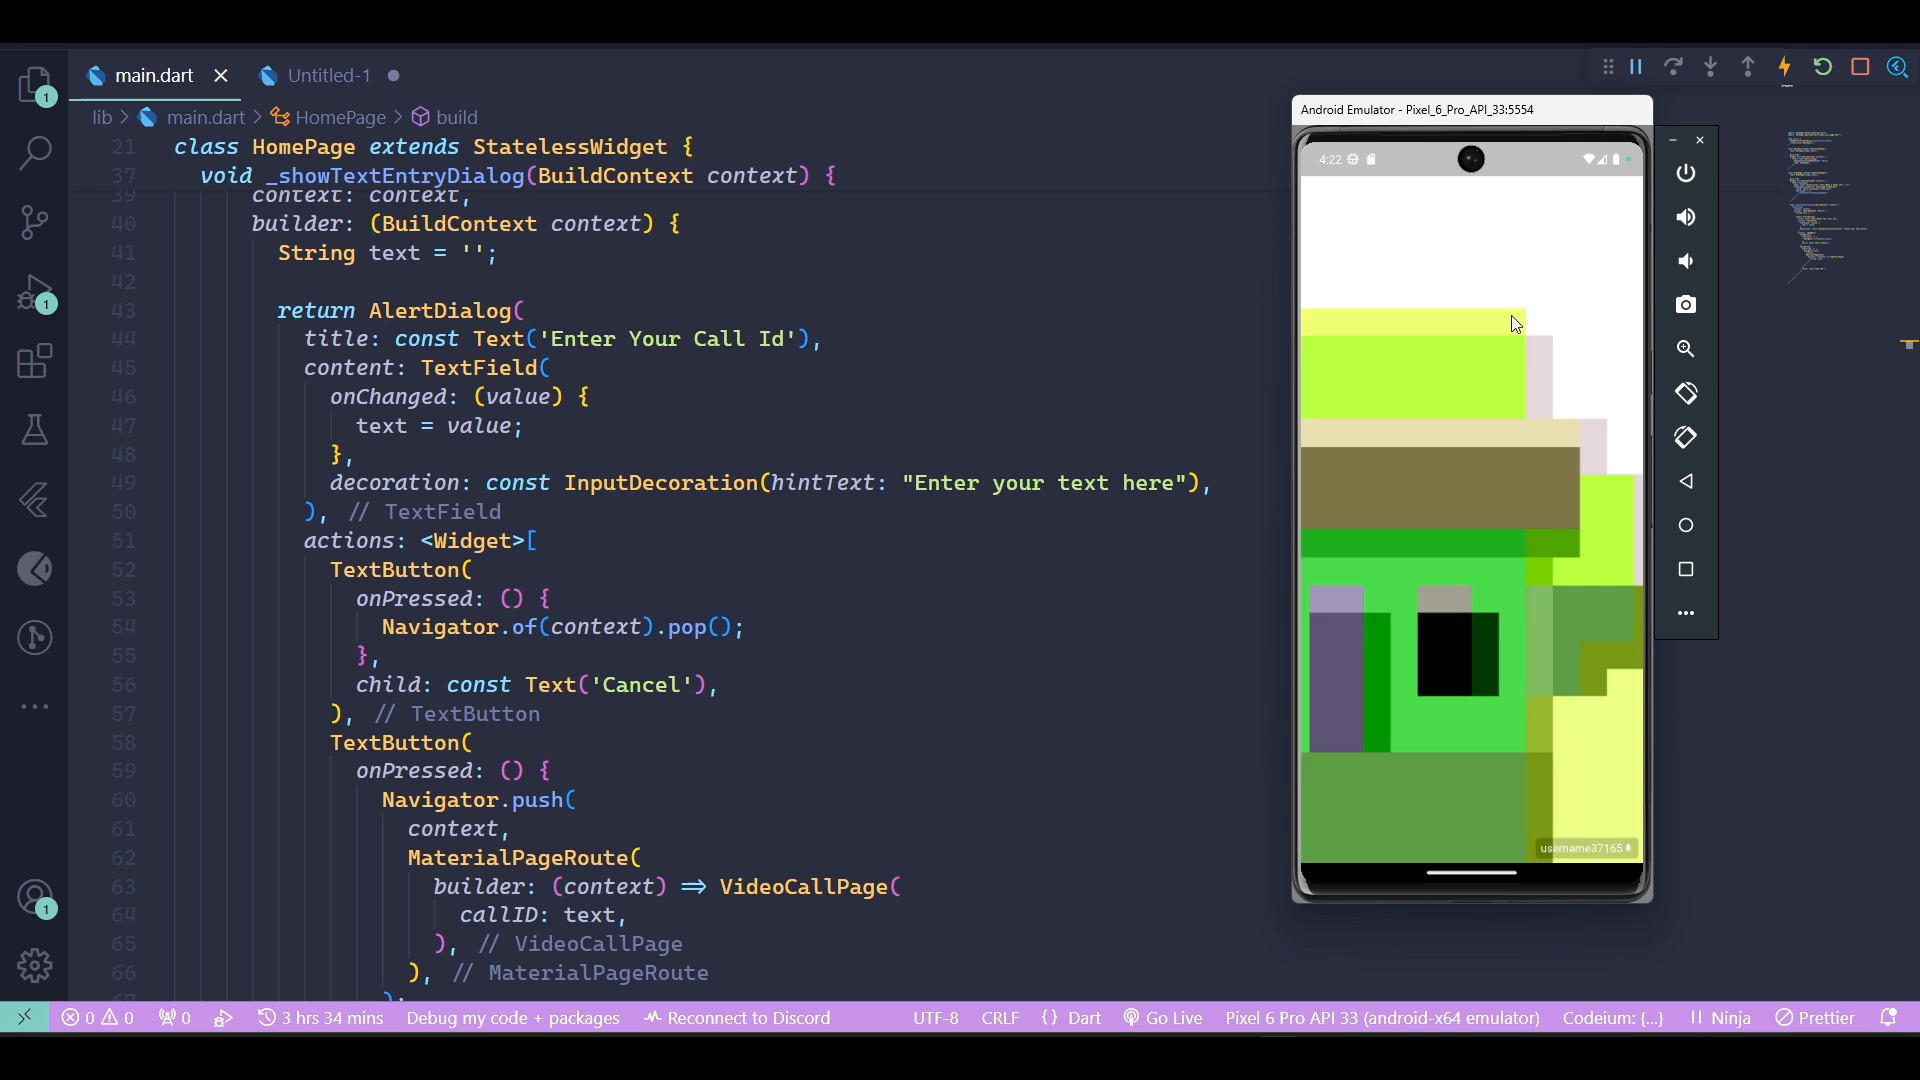 main.dart
Untitled-1
lib > main.dart > HomePage > build
Android Emulator - Pixel_6_Pro_API_33:5554
4:22
21 class HomePage extends StatelessWidget {
37 void _showTextEntryDialog(BuildContext context) {
39 context: context,
40 builder: (BuildContext context) {
41 String text = '';
42
43 return AlertDialog(
44 title: const Text('Enter Your Call Id'),
45 content: TextField(
46 onChanged: (value) {
47 text = value;
48 },
49 decoration: const InputDecoration(hintText: "Enter your text here"),
50 ), // TextField
51 actions: <Widget>[
52 TextButton(
53 onPressed: () {
54 Navigator.of(context).pop();
55 },
56 child: const Text('Cancel'),
57 ), // TextButton
58 TextButton(
59 onPressed: () {
60 Navigator.push(
61 context,
62 MaterialPageRoute(
63 builder: (context) => VideoCallPage(
64 callID: text,
65 ), // VideoCallPage
66 ), // MaterialPageRoute
67 );
username37165
1
1
1
0 0 0 3 hrs 34 mins Debug my code + packages Reconnect to Discord UTF-8 CRLF {} Dart Go Live Pixel 6 Pro API 33 (android-x64 emulator) Codeium: {...} Ninja Prettier